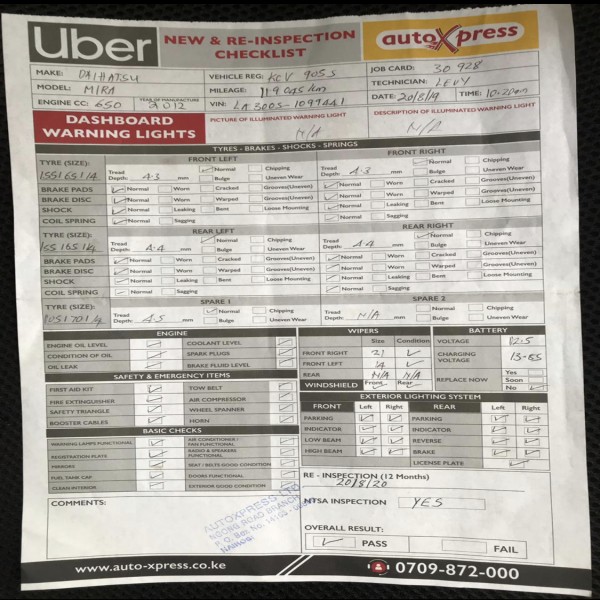 Uber NEW & RE-INSPECTION CHECKLIST autoXpress
MAKE: DAIHATSU VEHICLE REG: KCV 905S JOB CARD: 30928
MODEL: MIRA MILEAGE: 119045km TECHNICIAN: LEVY
ENGINE CC: 650 YEAR OF MANUFACTURE 2012 VIN: LA300S-1099441 DATE: 20/8/19 TIME: 10:20am
DASHBOARD WARNING LIGHTS PICTURE OF ILLUMINATED WARNING LIGHT N/A DESCRIPTION OF ILLUMINATED WARNING LIGHT N/A
TYRES - BRAKES - SHOCKS - SPRINGS
FRONT LEFT FRONT RIGHT
TYRE (SIZE): Normal Chipping Normal Chipping
Tread Depth: 4.3 mm Bulge Uneven Wear Tread Depth: 4.3 mm Bulge Uneven Wear
BRAKE PADS Normal Worn Cracked Grooves(Uneven) Normal Worn Cracked Grooves(Uneven)
BRAKE DISC Normal Worn Warped Grooves(Uneven) Normal Worn Warped Grooves(Uneven)
SHOCK Normal Leaking Bent Loose Mounting Normal Leaking Bent Loose Mounting
COIL SPRING Normal Sagging Normal Sagging
REAR LEFT REAR RIGHT
TYRE (SIZE): Normal Chipping Normal Chipping
Tread Depth: 4.4 mm Bulge Uneven Wear Tread Depth: 4.4 mm Bulge Uneven Wear
BRAKE PADS Normal Worn Cracked Grooves(Uneven) Normal Worn Cracked Grooves(Uneven)
BRAKE DISC Normal Worn Warped Grooves(Uneven) Normal Worn Warped Grooves(Uneven)
SHOCK Normal Leaking Bent Loose Mounting Normal Leaking Bent Loose Mounting
COIL SPRING Normal Sagging Normal Sagging
SPARE 1 SPARE 2
TYRE (SIZE): Normal Chipping Normal Chipping
Tread Depth: 4.5 mm Bulge Uneven Wear Tread Depth: N/A mm Bulge Uneven Wear
ENGINE WIPERS BATTERY
ENGINE OIL LEVEL COOLANT LEVEL Size Condition VOLTAGE 12.5
CONDITION OF OIL SPARK PLUGS FRONT RIGHT 21 CHARGING VOLTAGE 13.65
OIL LEAK BRAKE FLUID LEVEL FRONT LEFT 14
SAFETY & EMERGENCY ITEMS REAR N/A N/A REPLACE NOW Yes
WINDSHIELD Front Rear Soon
No
FIRST AID KIT TOW BELT EXTERIOR LIGHTING SYSTEM
FIRE EXTINGUISHER AIR COMPRESSOR FRONT Left Right REAR Left Right
SAFETY TRIANGLE WHEEL SPANNER PARKING PARKING
BOOSTER CABLES HORN INDICATOR INDICATOR
BASIC CHECKS LOW BEAM REVERSE
WARNING LAMPS FUNCTIONAL AIR CONDITIONER / FAN FUNCTIONAL HIGH BEAM BRAKE
REGISTRATION PLATE RADIO & SPEAKERS FUNCTIONAL LICENSE PLATE
MIRRORS SEAT / BELTS GOOD CONDITION RE - INSPECTION (12 Months)
FUEL TANK CAP DOORS FUNCTIONAL 20/8/20
CLEAN INTERIOR EXTERIOR GOOD CONDITION
COMMENTS: NTSA INSPECTION YES
AUTOXPRESS LTD
NGONG ROAD BRANCH
P. O. Box No.
Nairobi
OVERALL RESULT:
PASS FAIL
www.auto-xpress.co.ke 0709-872-000